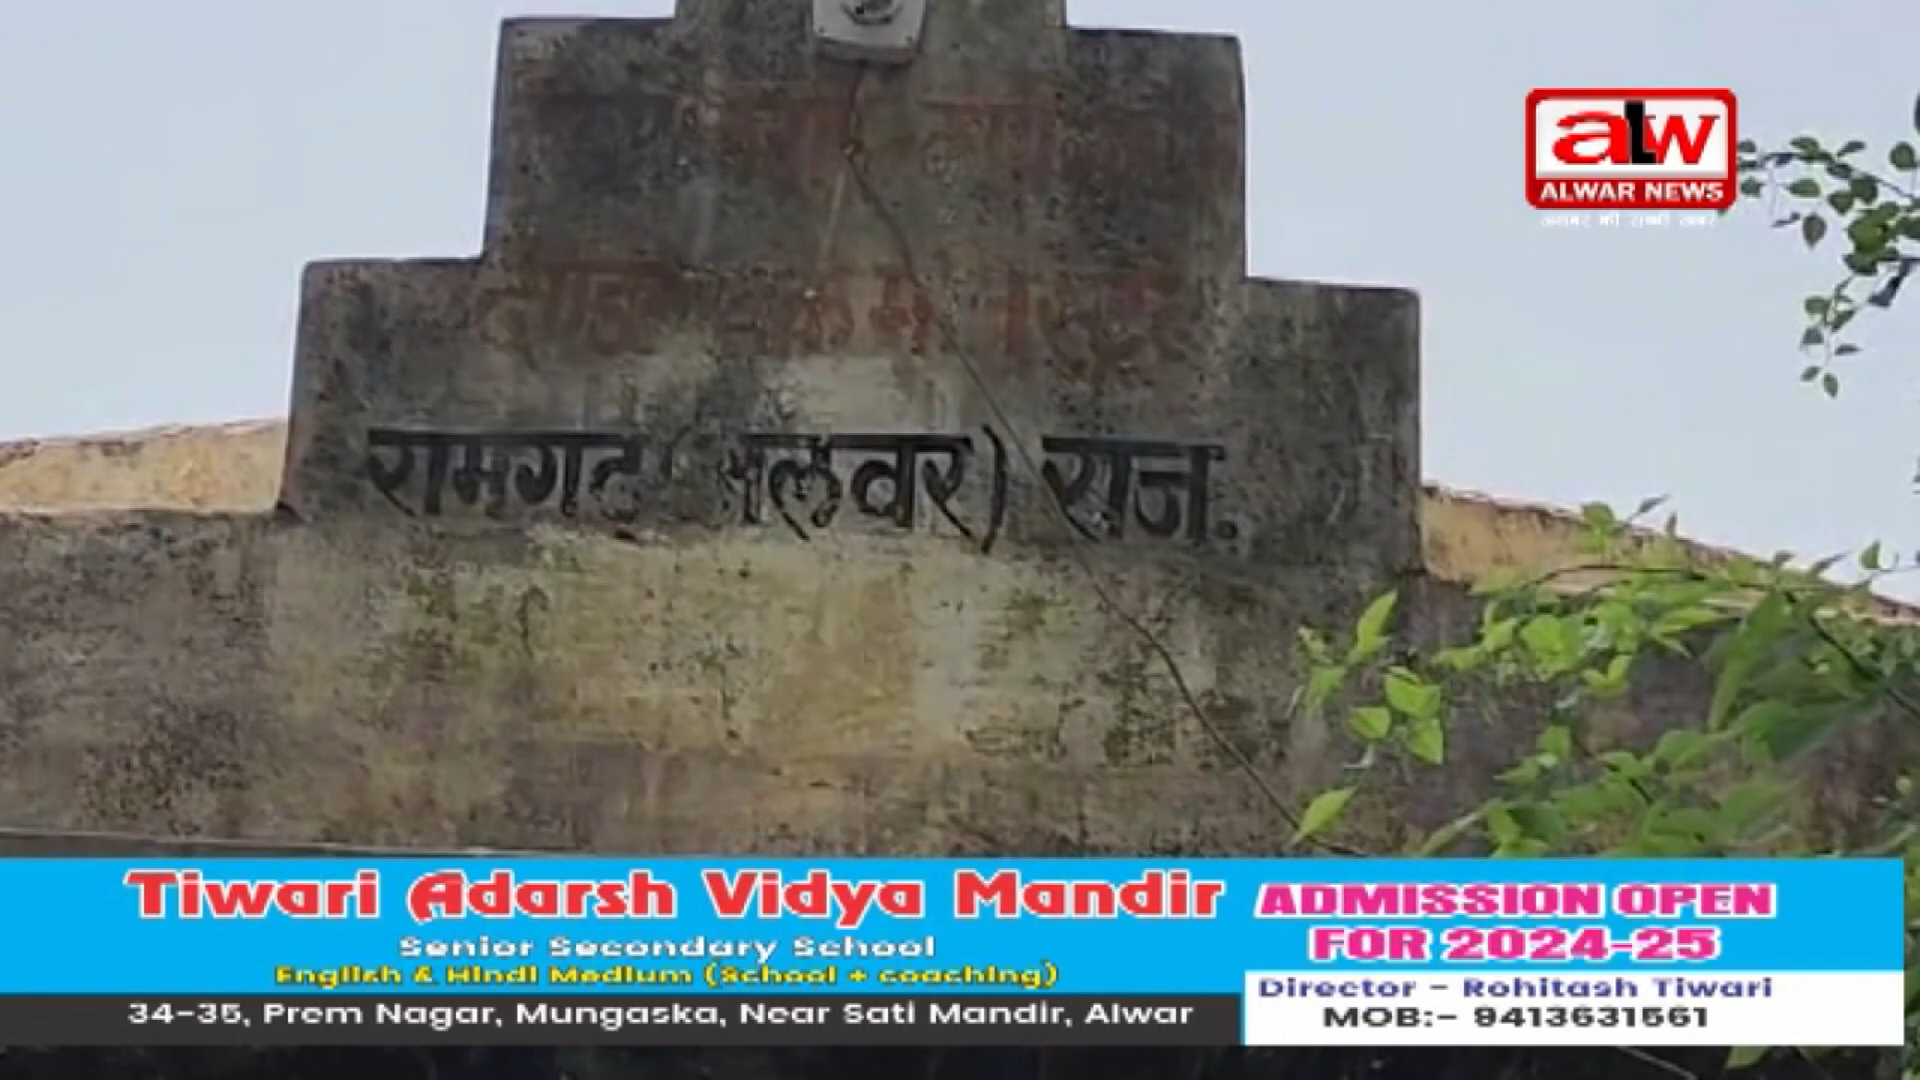 aLw
ALWAR NEWS
रामगढ़ (अलवर) राज.
Tiwari Adarsh Vidya Mandir
Senior Secondary School
English & Hindi Medium (School + coaching)
34-35, Prem Nagar, Mungaska, Near Sati Mandir, Alwar
ADMISSION OPEN
FOR 2024-25
Director - Rohitash Tiwari
MOB:- 9413631561